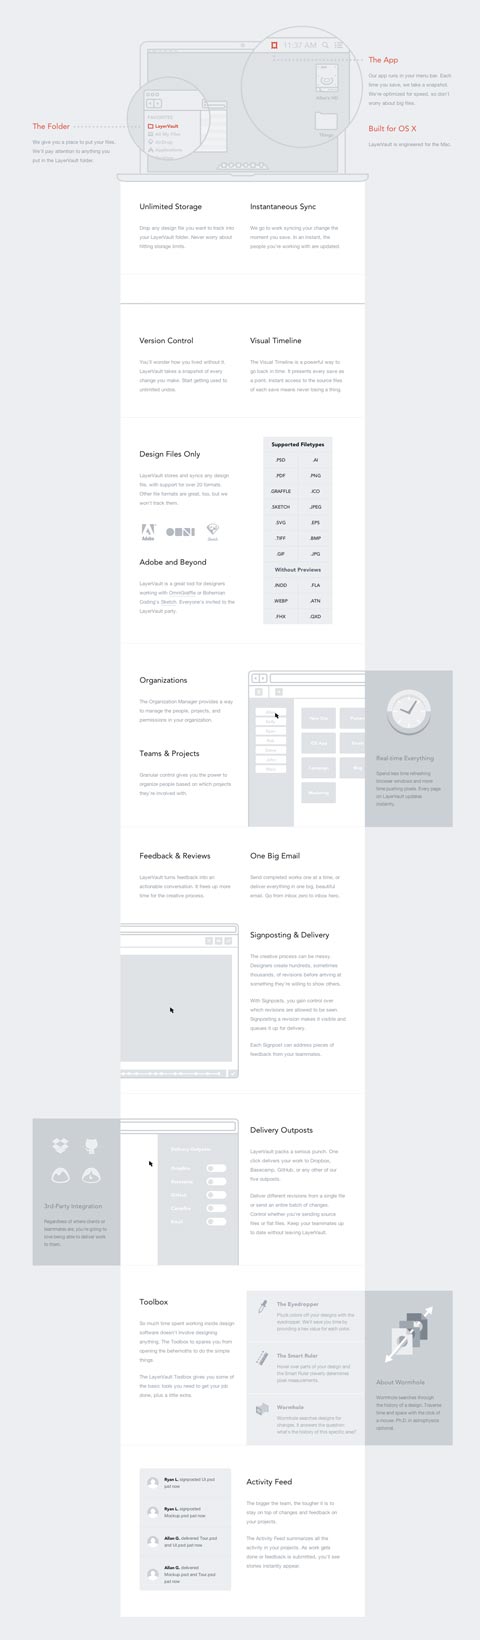 11:37 AM
The App
Our app runs in your menu bar. Each
time you save, we take a snapshot.
We're optimized for speed, so don't
worry about big files.
Built for OS X
LayerVault is engineered for the Mac.
The Folder
We give you a place to put your files.
We'll pay attention to anything you
put in the LayerVault folder.
FAVORITES
LayerVault
All My Files
AirDrop
Applications
Things
Unlimited Storage
Drop any design file you want to track into
your LayerVault folder. Never worry about
hitting storage limits.
Instantaneous Sync
We go to work syncing your change the
moment you save. In an instant, the
people you're working with are updated.
Version Control
You'll wonder how you lived without it.
LayerVault takes a snapshot of every
change you make. Start getting used to
unlimited undos.
Visual Timeline
The Visual Timeline is a powerful way to
go back in time. It presents every save as
a point. Instant access to the source files
of each save means never losing a thing.
Design Files Only
LayerVault stores and syncs any design
file, with support for over 20 formats.
Other file formats are great, too, but we
won't track them.
Adobe
Sketch
Adobe and Beyond
LayerVault is a great tool for designers
working with OmniGraffle or Bohemian
Coding's Sketch. Everyone's invited to the
LayerVault party.
Supported Filetypes
.PSD .AI
.PDF .PNG
.GRAFFLE .ICO
.SKETCH .JPEG
.SVG .EPS
.TIFF .BMP
.GIF .JPG
Without Previews
.INDD .FLA
.WEBP .ATN
.FHX .QXD
Organizations
The Organization Manager provides a way
to manage the people, projects, and
permissions in your organization.
Teams & Projects
Granular control gives you the power to
organize people based on which projects
they're involved with.
New Site
iOS App
Campaign
Blog
Marketing
Real-time Everything
Spend less time refreshing
browser windows and more
time pushing pixels. Every page
on LayerVault updates
instantly.
Feedback & Reviews
LayerVault turns feedback into an
actionable conversation. It frees up more
time for the creative process.
One Big Email
Send completed works one at a time, or
deliver everything in one big, beautiful
email. Go from inbox zero to inbox hero.
Signposting & Delivery
The creative process can be messy.
Designers create hundreds, sometimes
thousands, of revisions before arriving at
something they're willing to show others.
With Signposts, you gain control over
which revisions are allowed to be seen.
Signposting a revision makes it visible and
queues it up for delivery.
Each Signpost can address pieces of
feedback from your teammates.
3rd-Party Integration
Regardless of where clients or
teammates are, you're going to
love being able to deliver work
to them.
Delivery Outposts
Dropbox
Basecamp
GitHub
Campfire
Email
Delivery Outposts
LayerVault packs a serious punch. One
click delivers your work to Dropbox,
Basecamp, GitHub, or any other of our
five outposts.
Deliver different revisions from a single file
or send an entire batch of changes.
Control whether you're sending source
files or flat files. Keep your teammates up
to date without leaving LayerVault.
Toolbox
So much time spent working inside design
software doesn't involve designing
anything. The Toolbox to spares you from
opening the behemoths to do the simple
things.
The LayerVault Toolbox gives you some of
the basic tools you need to get your job
done, plus a little extra.
The Eyedropper
Pluck colors off your designs with the
eyedropper. We'll save you time by
providing a hex value for each color.
The Smart Ruler
Hover over parts of your design and
the Smart Ruler cleverly determines
pixel measurements.
Wormhole
Wormhole searches designs for
changes. It answers the question:
what's the history of this specific area?
About Wormhole
Wormhole searches through
the history of a design. Traverse
time and space with the click of
a mouse. Ph.D. in astrophysics
optional.
Ryan L. signposted UI psd
just now
Ryan L. signposted
Mockup psd just now
Allan G. delivered Tour psd
and UI psd just now
Allan G. delivered
Mockup psd and Tour psd
just now
Activity Feed
The bigger the team, the tougher it is to
stay on top of changes and feedback on
your projects.
The Activity Feed summarizes all the
activity in your projects. As work gets
done or feedback is submitted, you'll see
stories instantly appear.